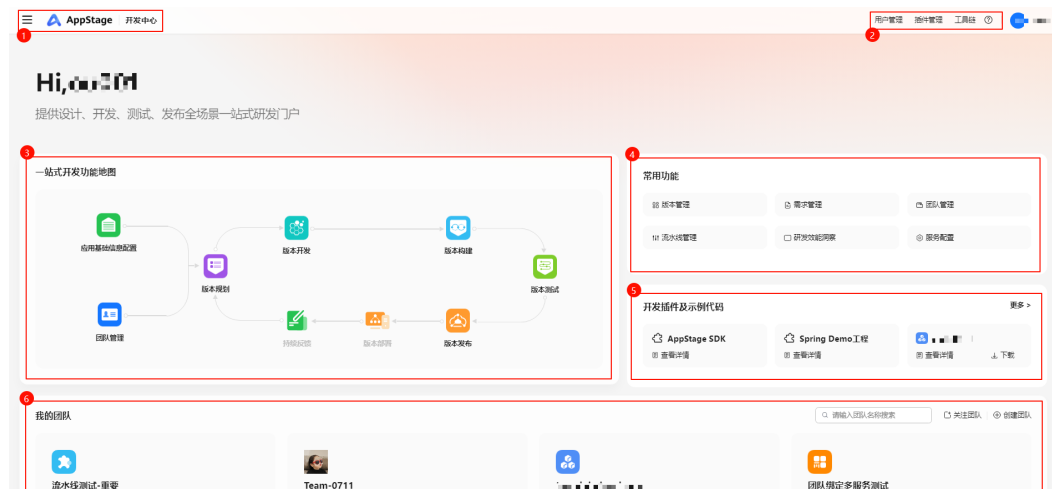 AppStage 开发中心
用户管理 插件管理 工具链
1
2
Hi,
提供设计、开发、测试、发布全场景一站式研发门户
3
一站式开发功能地图
应用基础信息配置
版本开发
版本构建
版本规划
版本测试
团队管理
持续反馈
版本部署
版本发布
4
常用功能
版本管理 需求管理 团队管理
流水线管理 研发效能洞察 服务配置
5
开发插件及示例代码 更多 >
AppStage SDK Spring Demo工程
查看详情 查看详情 查看详情 下载
6
我的团队 请输入团队名称搜索 关注团队 创建团队
流水线测试-重要 Team-0711 团队绑定多服务测试